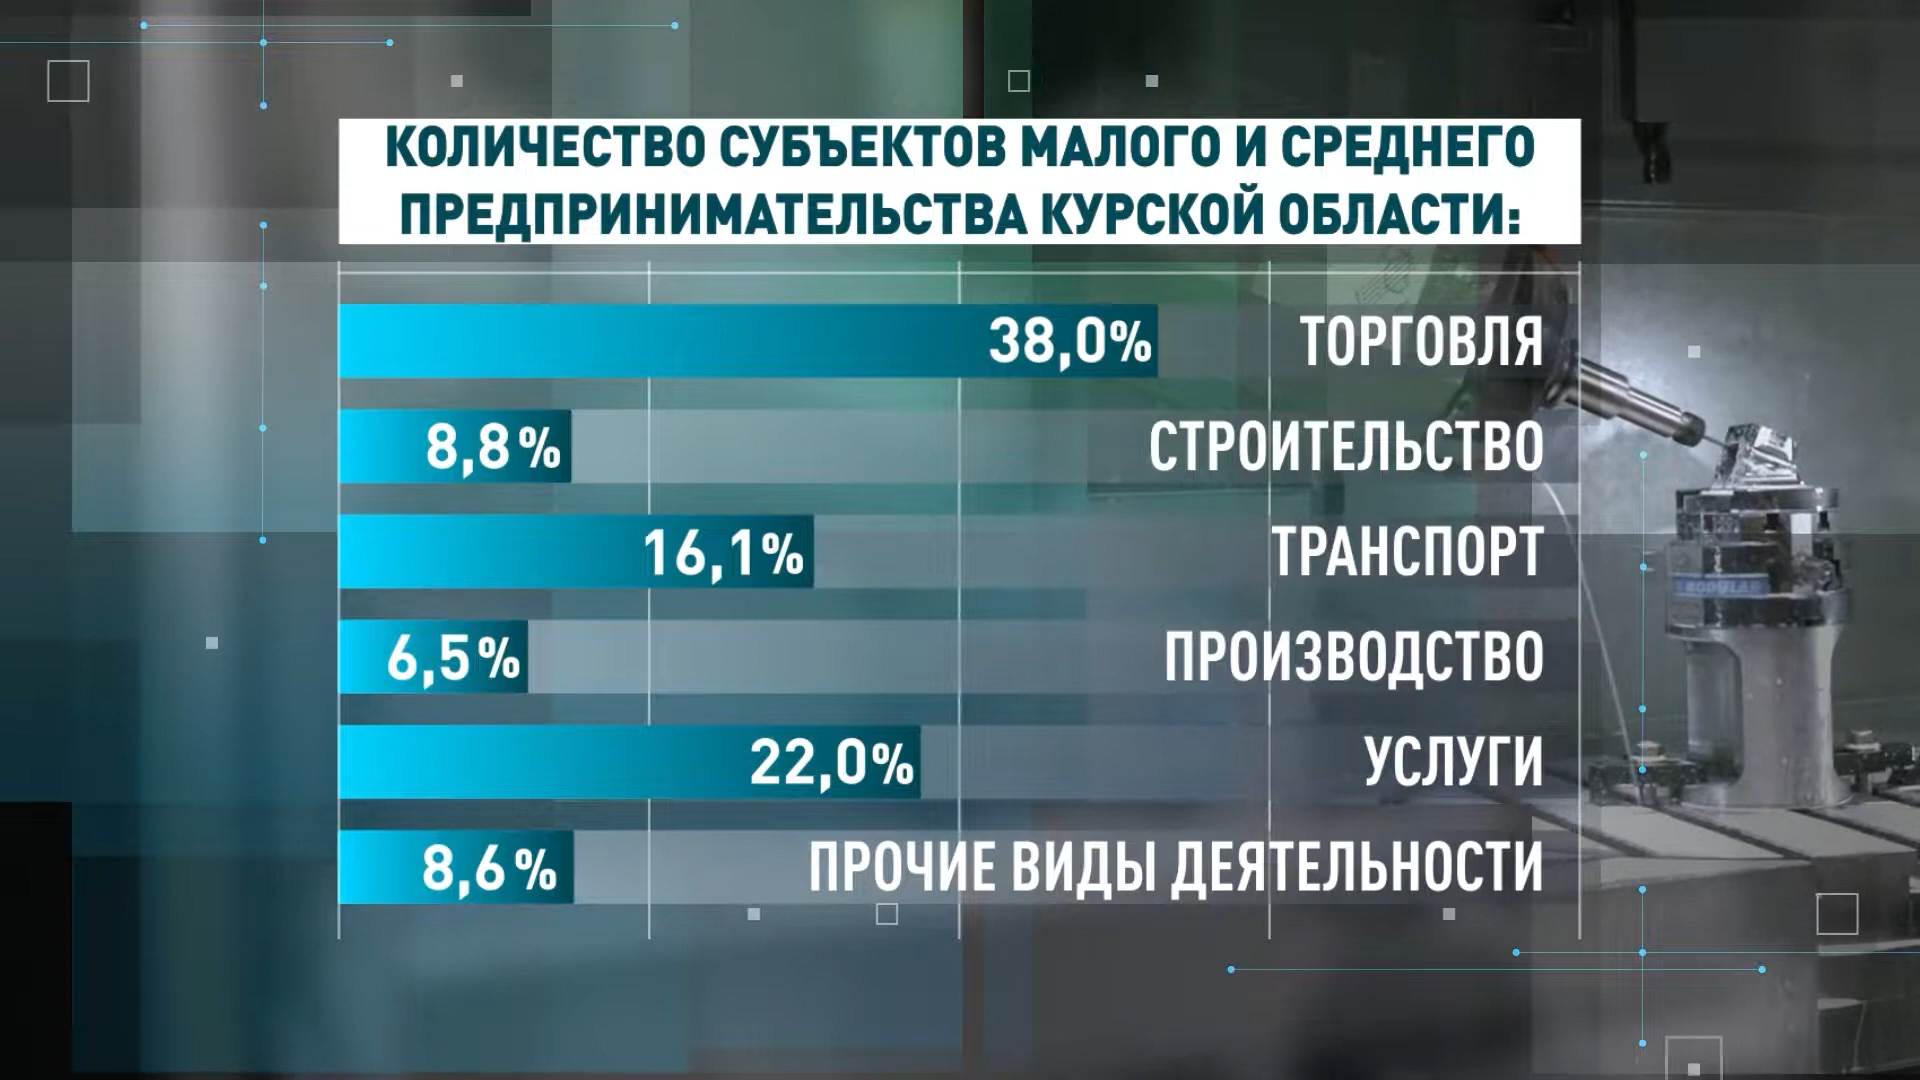 КОЛИЧЕСТВО СУБЪЕКТОВ МАЛОГО И СРЕДНЕГО
ПРЕДПРИНИМАТЕЛЬСТВА КУРСКОЙ ОБЛАСТИ:
38,0% ТОРГОВЛЯ
8,8% СТРОИТЕЛЬСТВО
16,1% ТРАНСПОРТ
6,5% ПРОИЗВОДСТВО
22,0% УСЛУГИ
8,6% ПРОЧИЕ ВИДЫ ДЕЯТЕЛЬНОСТИ